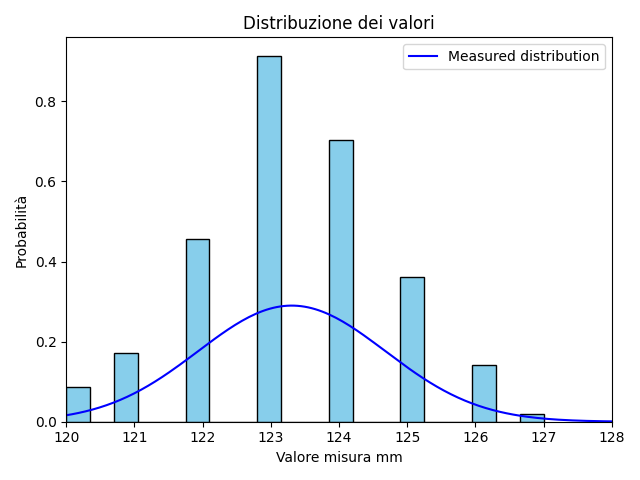 Distribuzione dei valori
Measured distribution
Probabilità
0.8
0.6
0.4
0.2
0.0
120 121 122 123 124 125 126 127 128
Valore misura mm